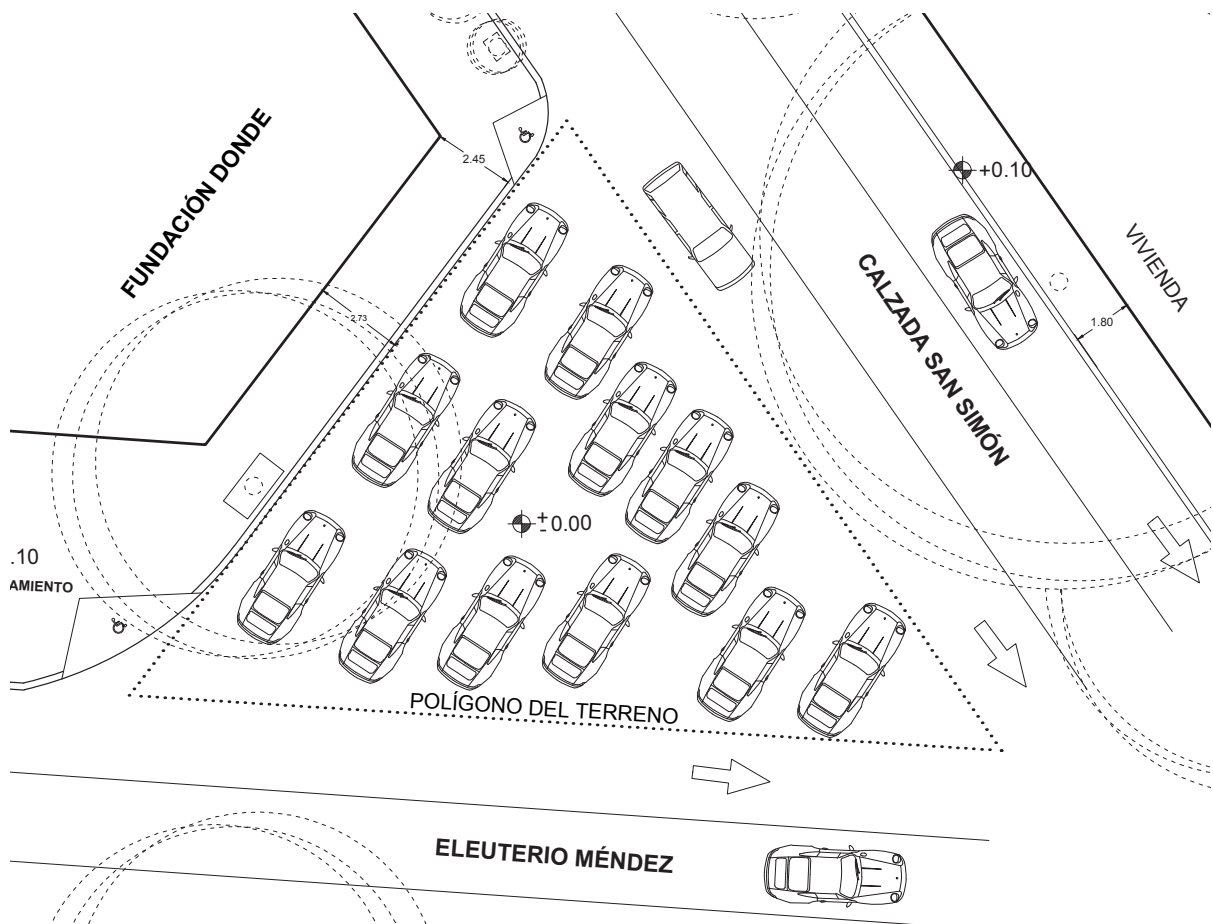 FUNDACIÓN DONDE
2.45
+0.10
VIVIENDA
CALZADA SAN SIMÓN
1.80
2.73
±0.00
.10
AMIENTO
POLÍGONO DEL TERRENO
ELEUTERIO MÉNDEZ